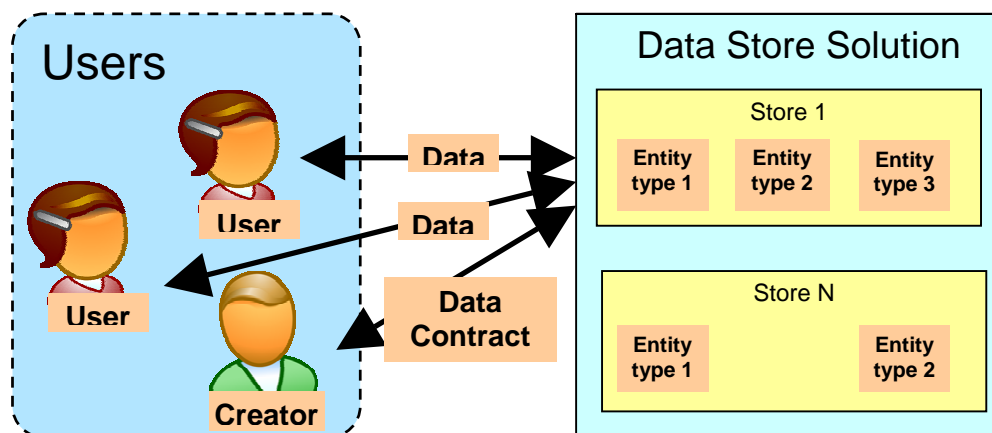 Users
User
User
Creator
Data
Data
Data
Contract
Data Store Solution
Store 1
Entity
type 1
Entity
type 2
Entity
type 3
Store N
Entity
type 1
Entity
type 2